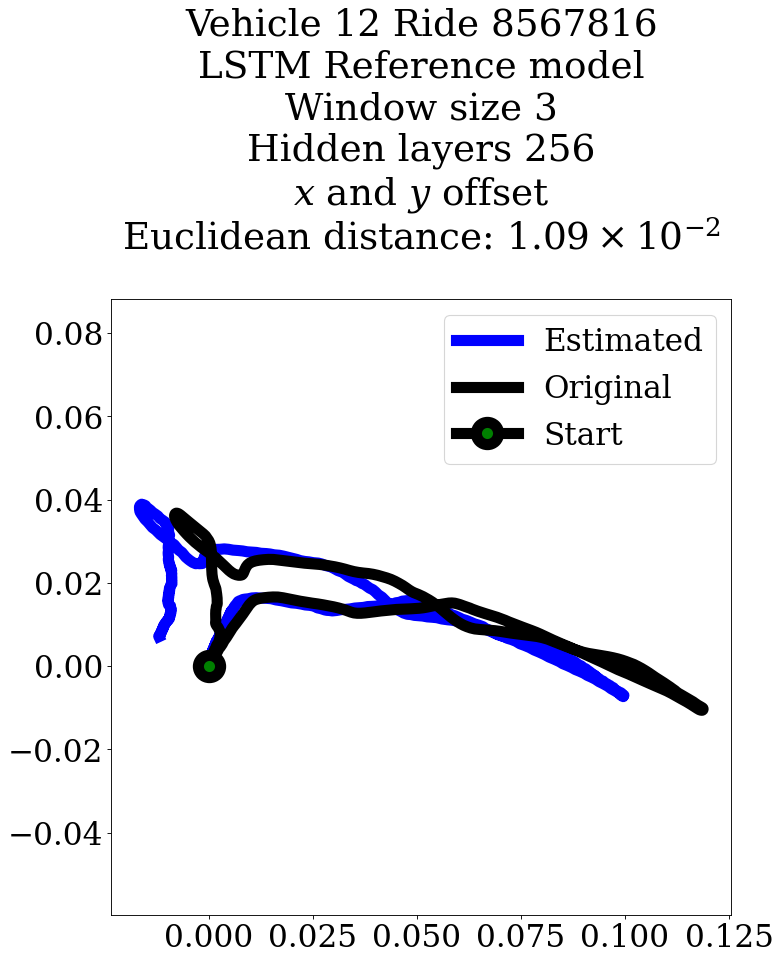 Vehicle 12 Ride 8567816
LSTM Reference model
Window size 3
Hidden layers 256
x and y offset
Euclidean distance: 1.09 × 10⁻²
Estimated
Original
Start
0.08
0.06
0.04
0.02
0.00
−0.02
−0.04
0.000 0.025 0.050 0.075 0.100 0.125